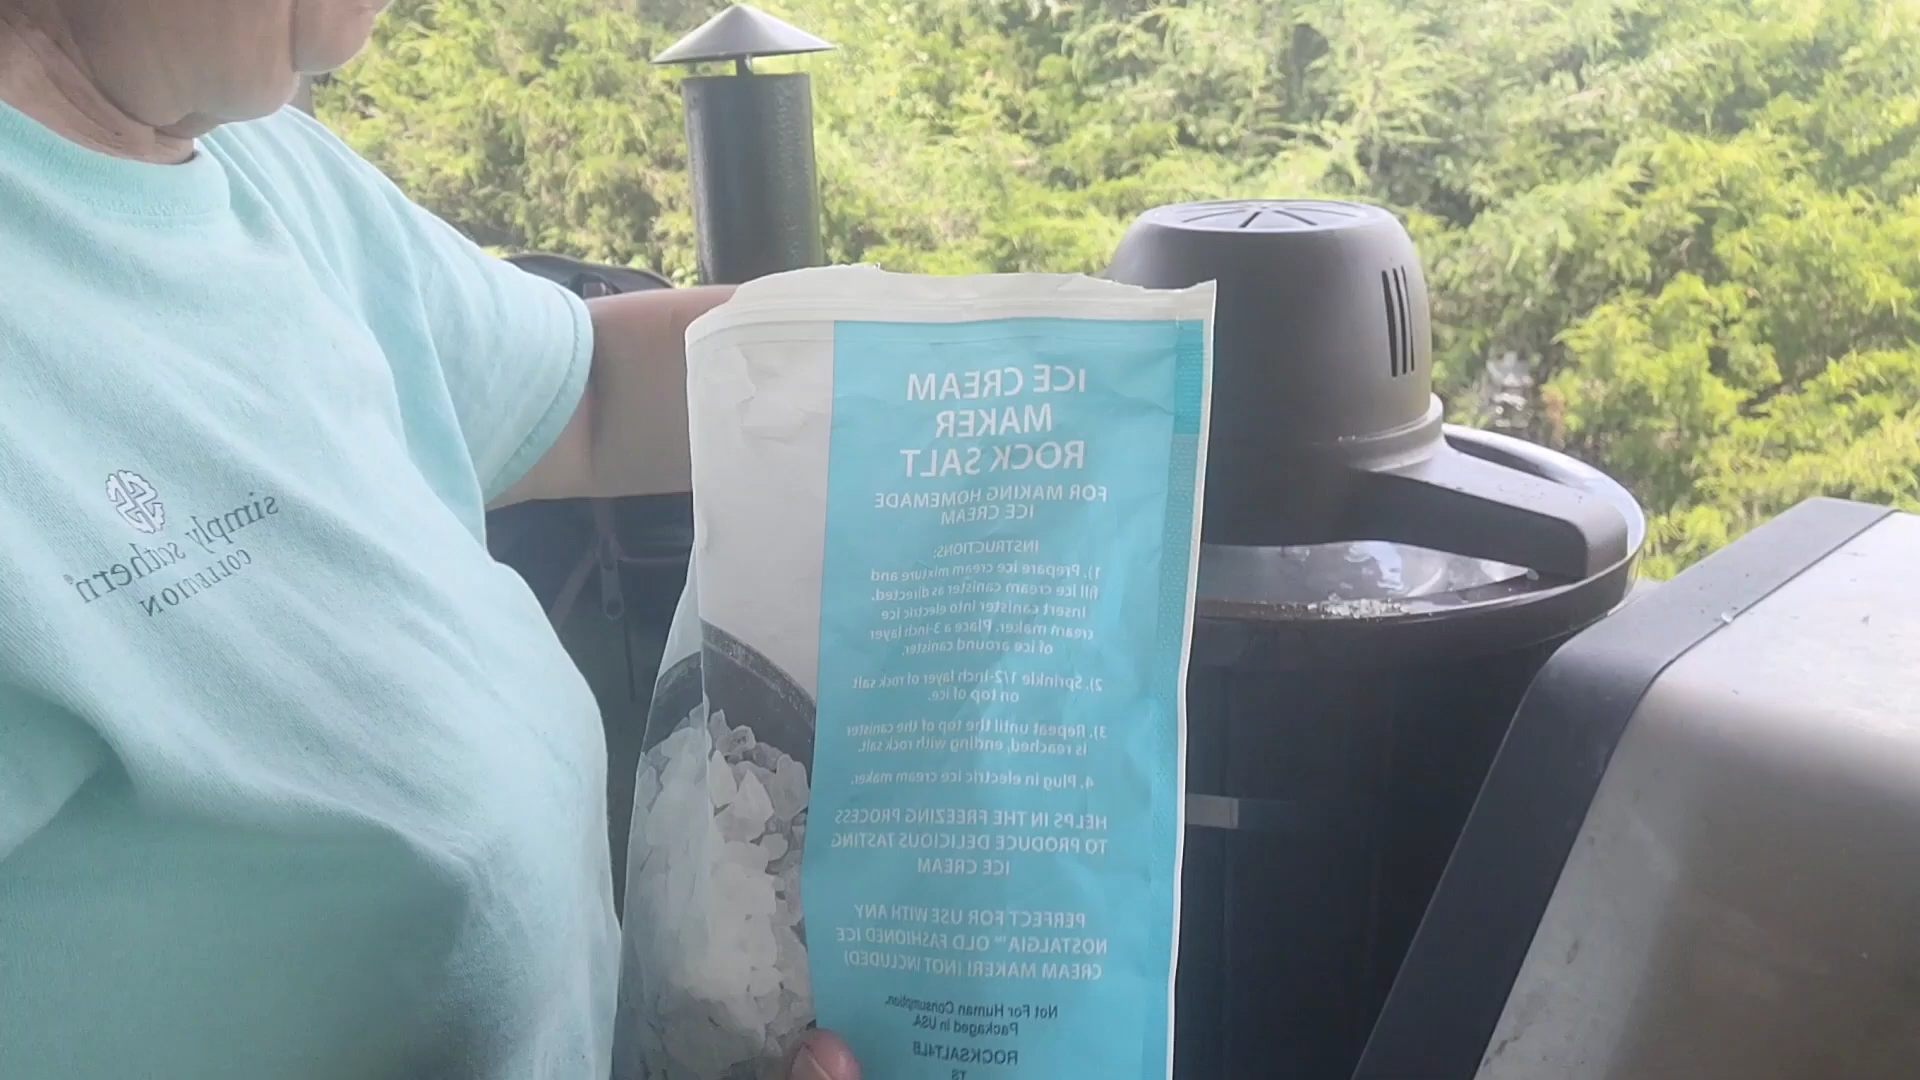 simply southern®
COLLECTION
ICE CREAM
MAKER
ROCK SALT
FOR MAKING HOMEMADE
ICE CREAM
INSTRUCTIONS:
1). Prepare ice cream mixture and
fill ice cream canister as directed.
Insert canister into electric ice
cream maker. Place a 3-inch layer
of ice around canister.
2). Sprinkle 1/2-inch layer of rock salt
on top of ice.
3). Repeat until the top of the canister
is reached, ending with rock salt.
4. Plug in electric ice cream maker.
HELPS IN THE FREEZING PROCESS
TO PRODUCE DELICIOUS TASTING
ICE CREAM
PERFECT FOR USE WITH ANY
NOSTALGIA™ OLD FASHIONED ICE
CREAM MAKER! (NOT INCLUDED)
Not For Human Consumption.
Packaged in USA.
ROCKSALT4LB